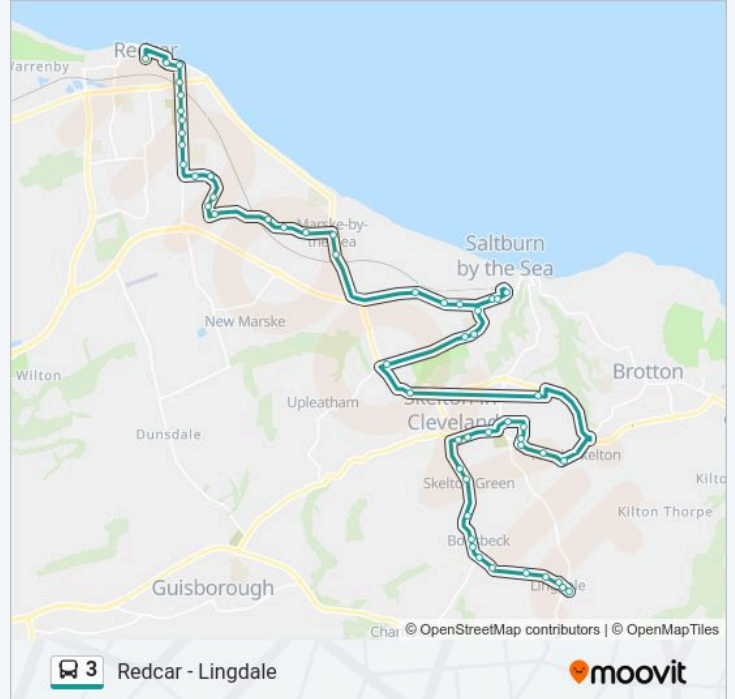 Redcar
Warrenby
Marske-by-
the-Sea
Saltburn
by the Sea
New Marske
Wilton
Brotton
Upleatham
Skelton in
Cleveland
Dunsdale
Skelton Green
Kilton Thorpe
Boosbeck
Guisborough
Lingdale
© OpenStreetMap contributors | © OpenMapTiles
3 Redcar - Lingdale
moovit